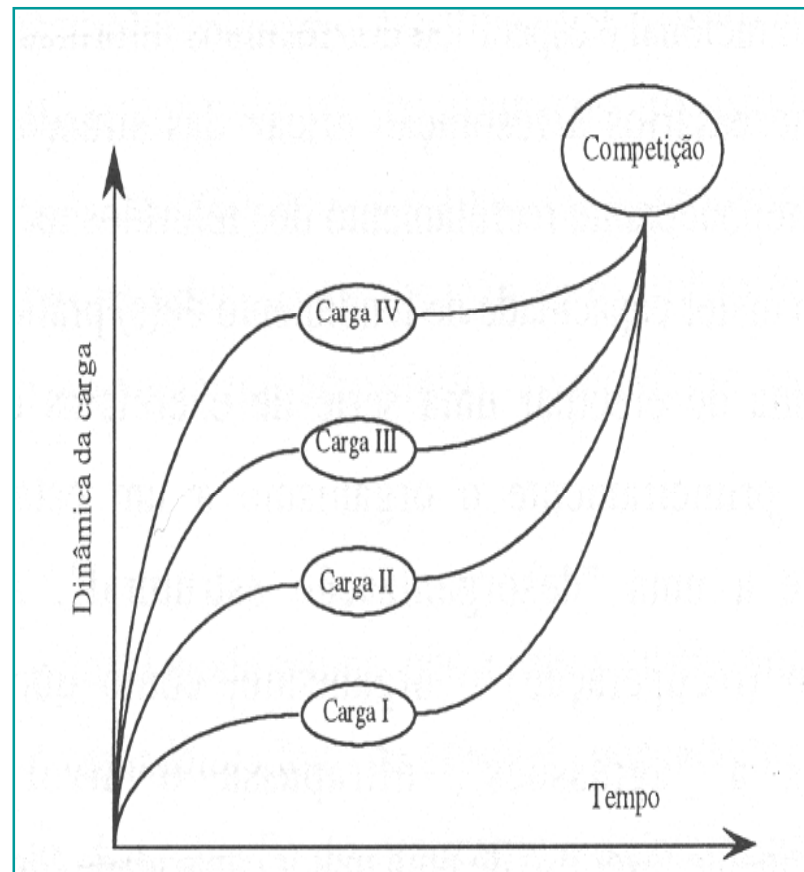 Competição
Carga IV
Carga III
Carga II
Carga I
Dinâmica da carga
Tempo